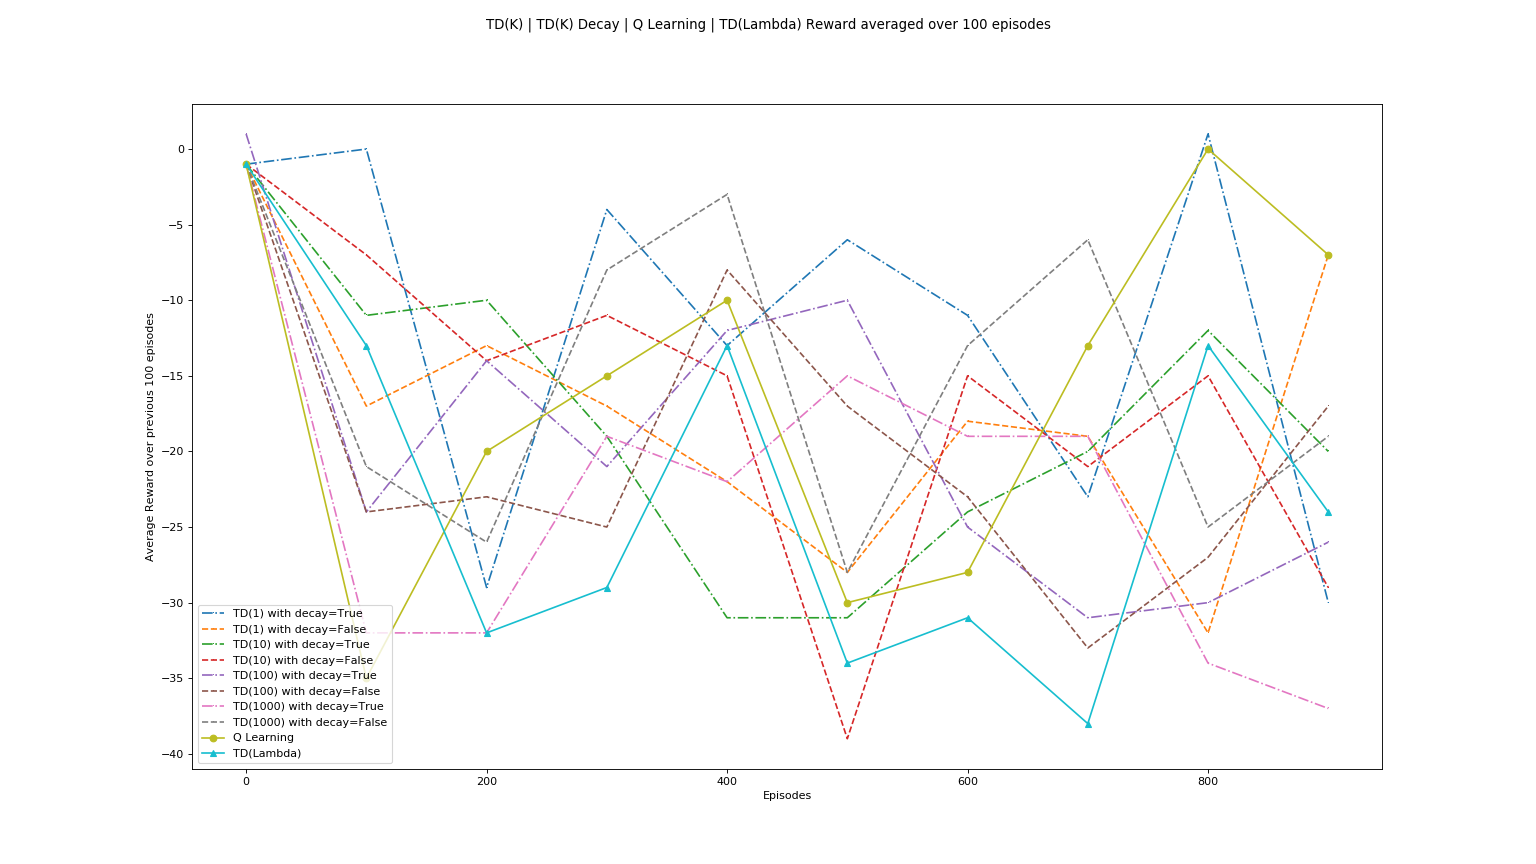 TD(K) | TD(K) Decay | Q Learning | TD(Lambda) Reward averaged over 100 episodes
Average Reward over previous 100 episodes
0
−5
−10
−15
−20
−25
−30
−35
−40
TD(1) with decay=True
TD(1) with decay=False
TD(10) with decay=True
TD(10) with decay=False
TD(100) with decay=True
TD(100) with decay=False
TD(1000) with decay=True
TD(1000) with decay=False
Q Learning
TD(Lambda)
0
200
400
600
800
Episodes